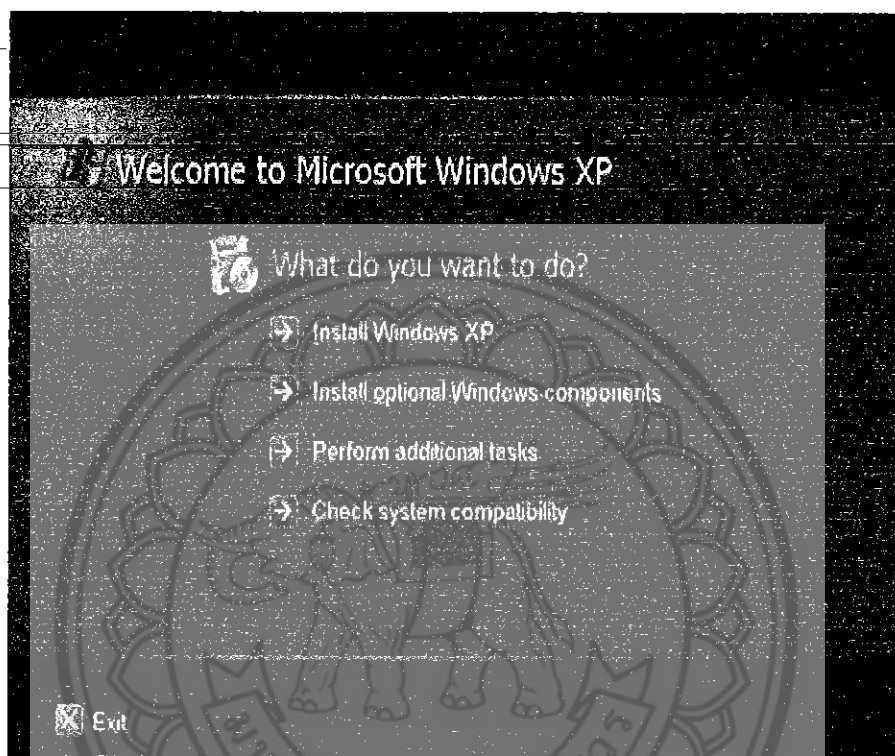 Welcome to Microsoft Windows XP
What do you want to do?
Install Windows XP
Install optional Windows components
Perform additional tasks
Check system compatibility
Exit